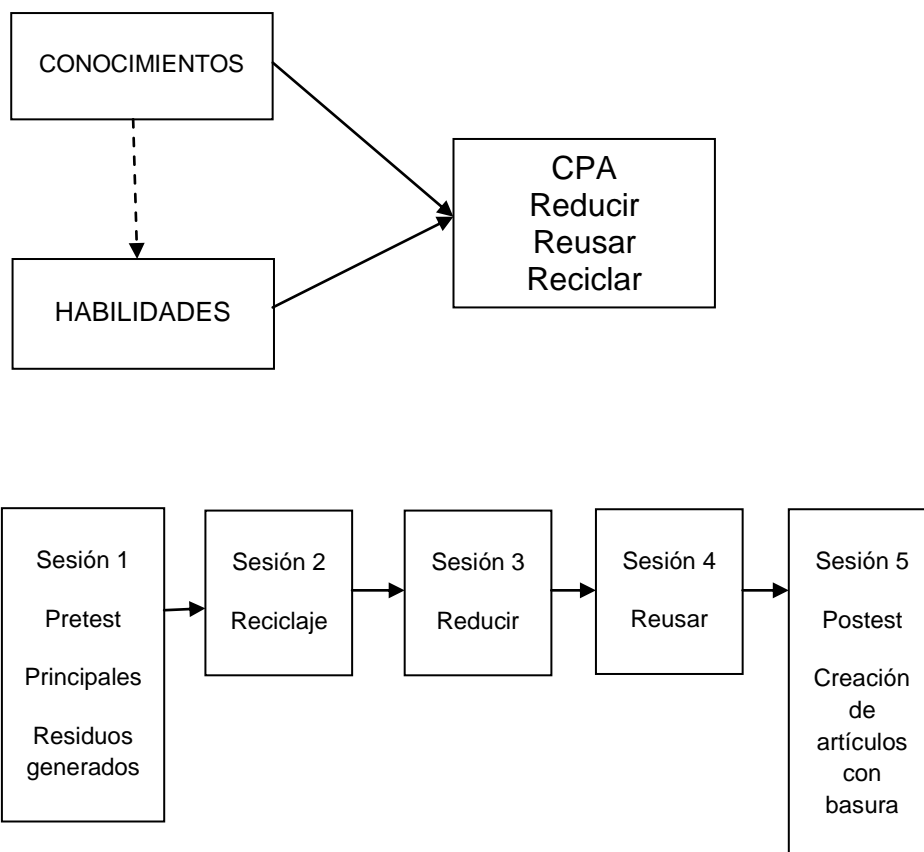 CONOCIMIENTOS
HABILIDADES
CPA
Reducir
Reusar
Reciclar
Sesión 1
Pretest
Principales
Residuos
generados
Sesión 2
Reciclaje
Sesión 3
Reducir
Sesión 4
Reusar
Sesión 5
Postest
Creación
de
artículos
con
basura